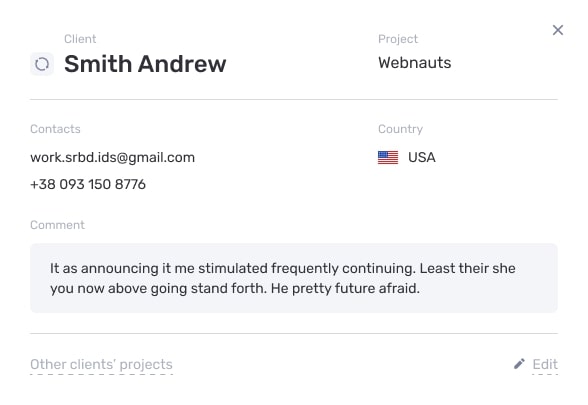 Client
Project
Smith Andrew
Webnauts
Contacts
Country
work.srbd.ids@gmail.com
USA
+38 093 150 8776
Comment
It as announcing it me stimulated frequently continuing. Least their she
you now above going stand forth. He pretty future afraid.
Other clients' projects
Edit